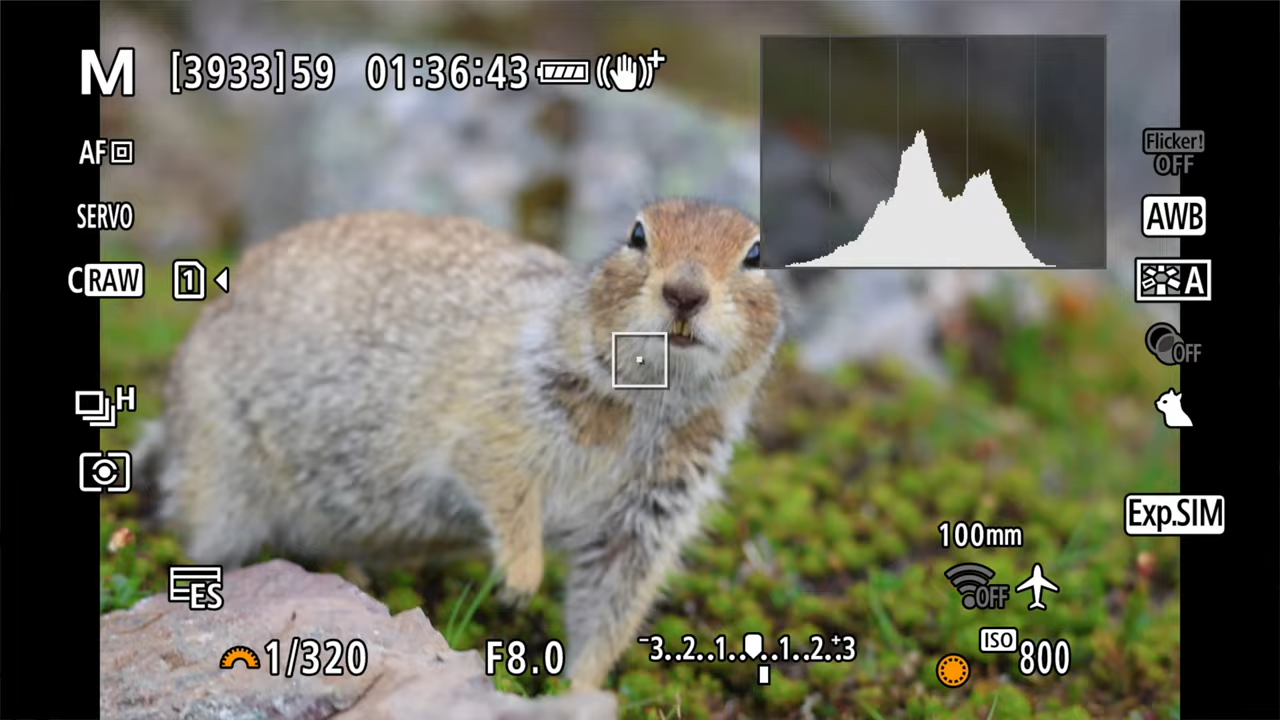 M [3933]59 01:36:43
AF
SERVO
CRAW 1
H
ES
1/320 F8.0 -3..2..1..1..2..+3 ISO 800
100mm
OFF
Flicker!
OFF
AWB
A
OFF
Exp.SIM